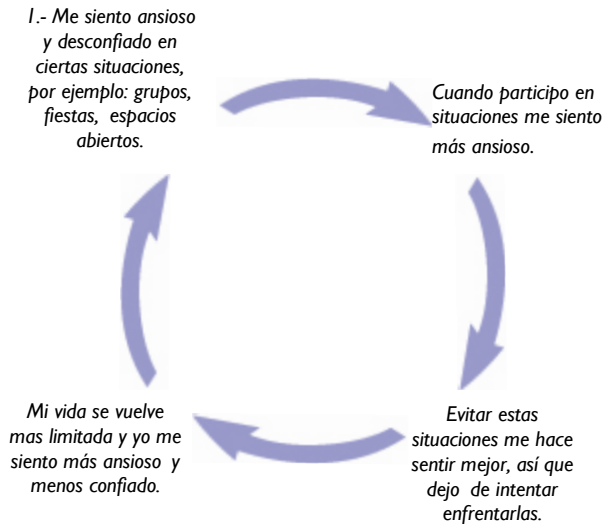 1.- Me siento ansioso
y desconfiado en
ciertas situaciones,
por ejemplo: grupos,
fiestas, espacios
abiertos.
Cuando participo en
situaciones me siento
más ansioso.
Evitar estas
situaciones me hace
sentir mejor, así que
dejo de intentar
enfrentarlas.
Mi vida se vuelve
mas limitada y yo me
siento más ansioso y
menos confiado.